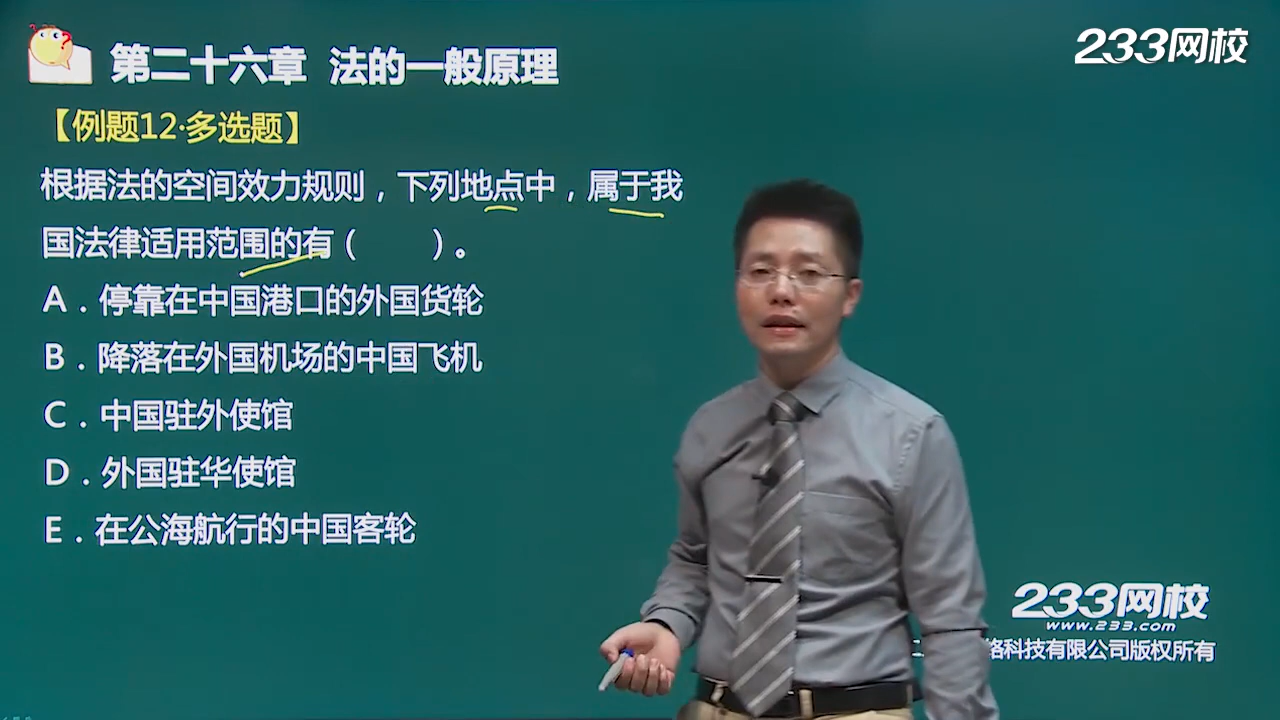 第二十六章 法的一般原理
233网校
【例题12·多选题】
根据法的空间效力规则，下列地点中，属于我
国法律适用范围的有（ ）。
A．停靠在中国港口的外国货轮
B．降落在外国机场的中国飞机
C．中国驻外使馆
D．外国驻华使馆
E．在公海航行的中国客轮
233网校
www.233.com
络科技有限公司版权所有